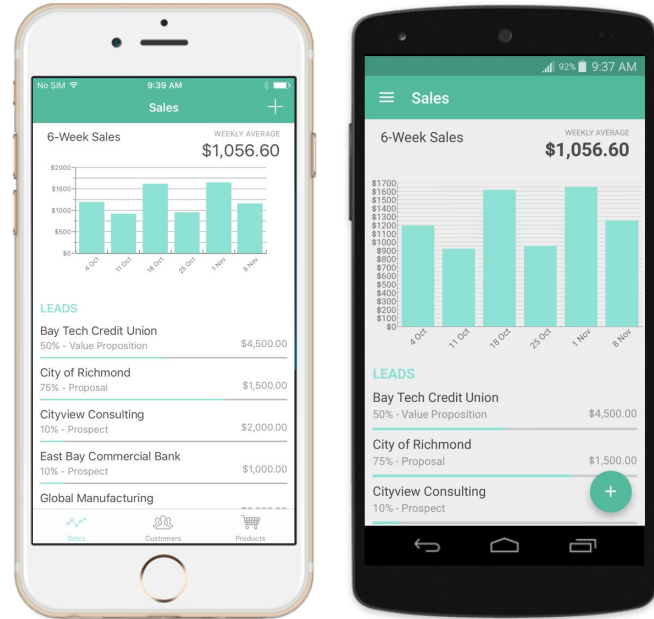 No SIM 9:39 AM
Sales
6-Week Sales
WEEKLY AVERAGE
$1,056.60
$2000
$1500
$1000
$500
$0
4 Oct 11 Oct 18 Oct 25 Oct 1 Nov 8 Nov
LEADS
Bay Tech Credit Union
50% - Value Proposition $4,500.00
City of Richmond
75% - Proposal $1,500.00
Cityview Consulting
10% - Prospect $2,000.00
East Bay Commercial Bank
10% - Prospect $1,000.00
Global Manufacturing
Sales Customers Products
92% 9:37 AM
Sales
6-Week Sales
WEEKLY AVERAGE
$1,056.60
$1700
$1600
$1500
$1400
$1300
$1200
$1100
$1000
$900
$800
$700
$600
$500
$400
$300
$200
$100
$0
4 Oct 11 Oct 18 Oct 25 Oct 1 Nov 8 Nov
LEADS
Bay Tech Credit Union
50% - Value Proposition $4,500.00
City of Richmond
75% - Proposal $1,500.00
Cityview Consulting
10% - Prospect